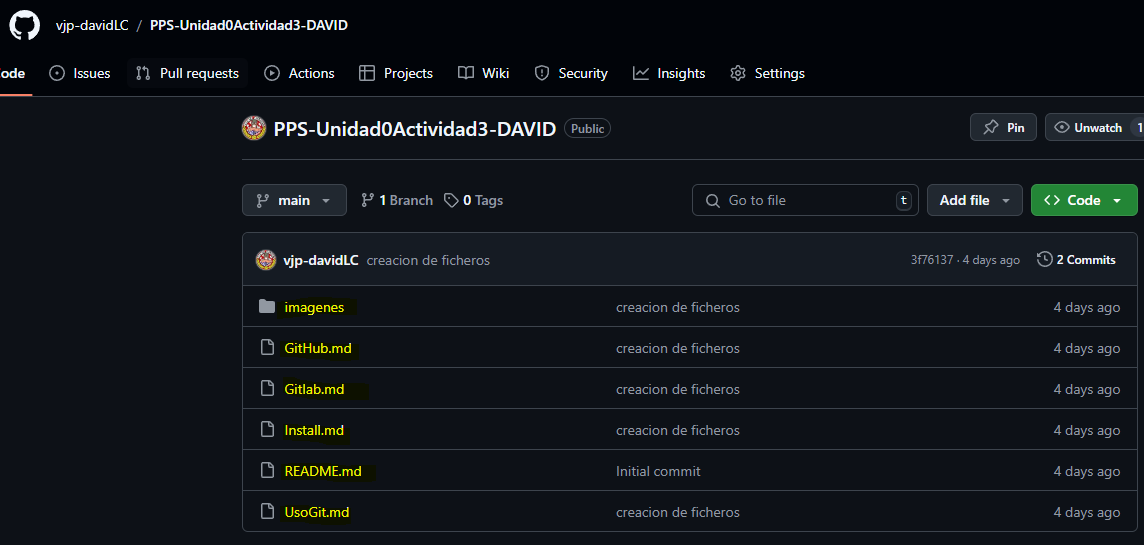 vjp-davidLC / PPS-Unidad0Actividad3-DAVID
ode Issues Pull requests Actions Projects Wiki Security Insights Settings
PPS-Unidad0Actividad3-DAVID Public Pin Unwatch 1
main 1 Branch 0 Tags Go to file t Add file Code
vjp-davidLC creacion de ficheros 3f76137 · 4 days ago 2 Commits
imagenes creacion de ficheros 4 days ago
GitHub.md creacion de ficheros 4 days ago
Gitlab.md creacion de ficheros 4 days ago
Install.md creacion de ficheros 4 days ago
README.md Initial commit 4 days ago
UsoGit.md creacion de ficheros 4 days ago